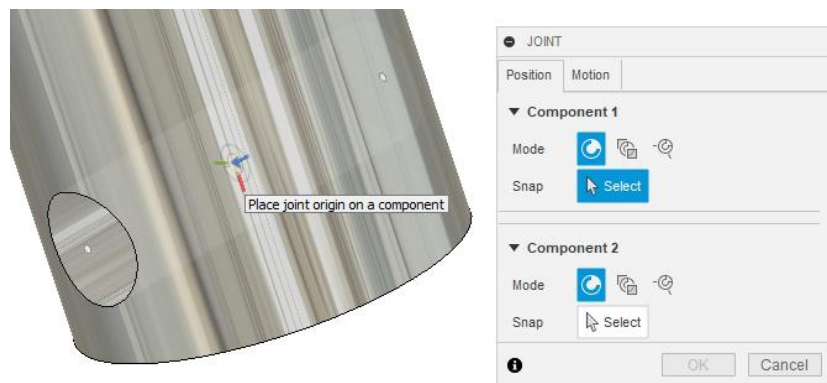 Place joint origin on a component
JOINT
Position Motion
Component 1
Mode
Snap Select
Component 2
Mode
Snap Select
OK Cancel